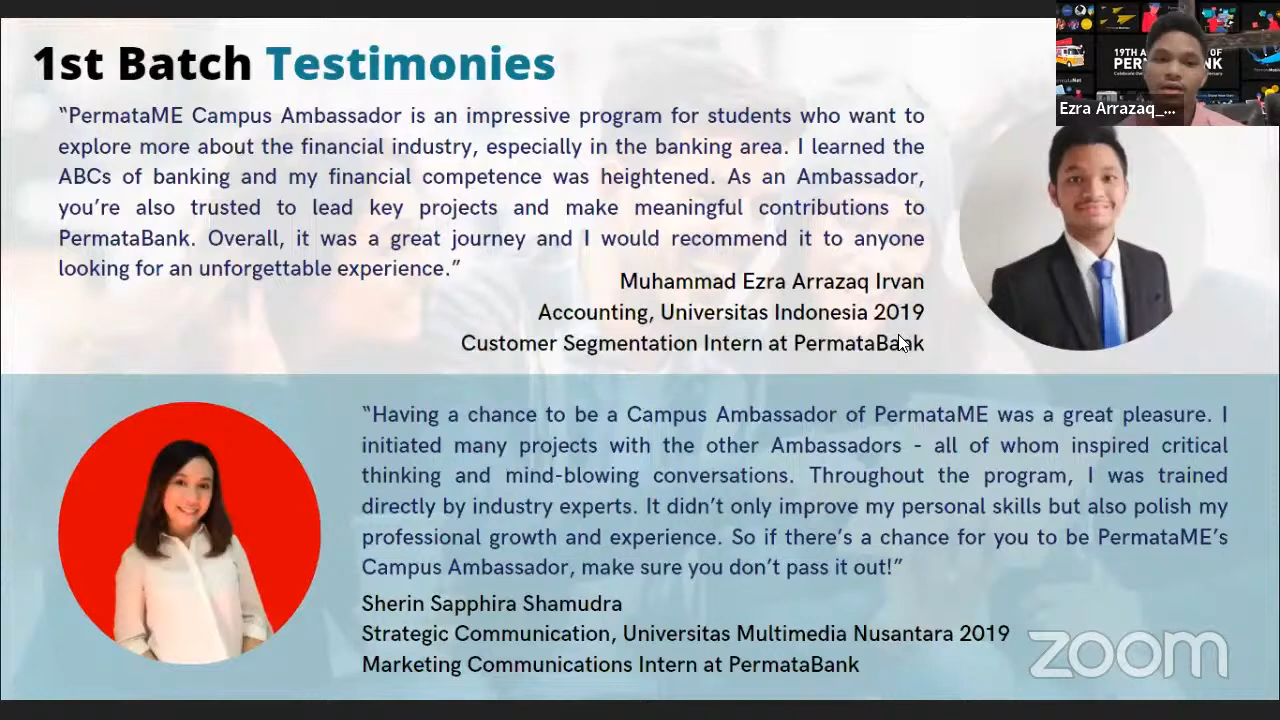 1st Batch Testimonies
“PermataME Campus Ambassador is an impressive program for students who want to
explore more about the financial industry, especially in the banking area. I learned the
ABCs of banking and my financial competence was heightened. As an Ambassador,
you’re also trusted to lead key projects and make meaningful contributions to
PermataBank. Overall, it was a great journey and I would recommend it to anyone
looking for an unforgettable experience.”
Muhammad Ezra Arrazaq Irvan
Accounting, Universitas Indonesia 2019
Customer Segmentation Intern at PermataBank
19TH
OF
Ezra Arrazaq_...
“Having a chance to be a Campus Ambassador of PermataME was a great pleasure. I
initiated many projects with the other Ambassadors - all of whom inspired critical
thinking and mind-blowing conversations. Throughout the program, I was trained
directly by industry experts. It didn’t only improve my personal skills but also polish my
professional growth and experience. So if there’s a chance for you to be PermataME’s
Campus Ambassador, make sure you don’t pass it out!”
Sherin Sapphira Shamudra
Strategic Communication, Universitas Multimedia Nusantara 2019
Marketing Communications Intern at PermataBank
zoom